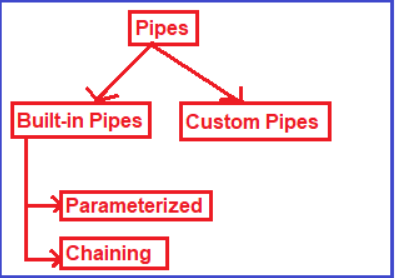 Pipes
Built-in Pipes
Custom Pipes
Parameterized
Chaining